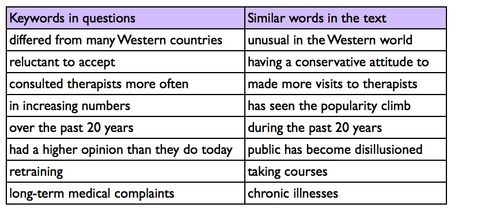 Keywords in questions Similar words in the text
differed from many Western countries unusual in the Western world
reluctant to accept having a conservative attitude to
consulted therapists more often made more visits to therapists
in increasing numbers has seen the popularity climb
over the past 20 years during the past 20 years
had a higher opinion than they do today public has become disillusioned
retraining taking courses
long-term medical complaints chronic illnesses